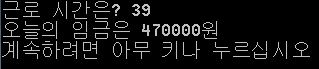 근로 시간은? 39
오늘의 임금은 470000원
계속하려면 아무 키나 누르십시오